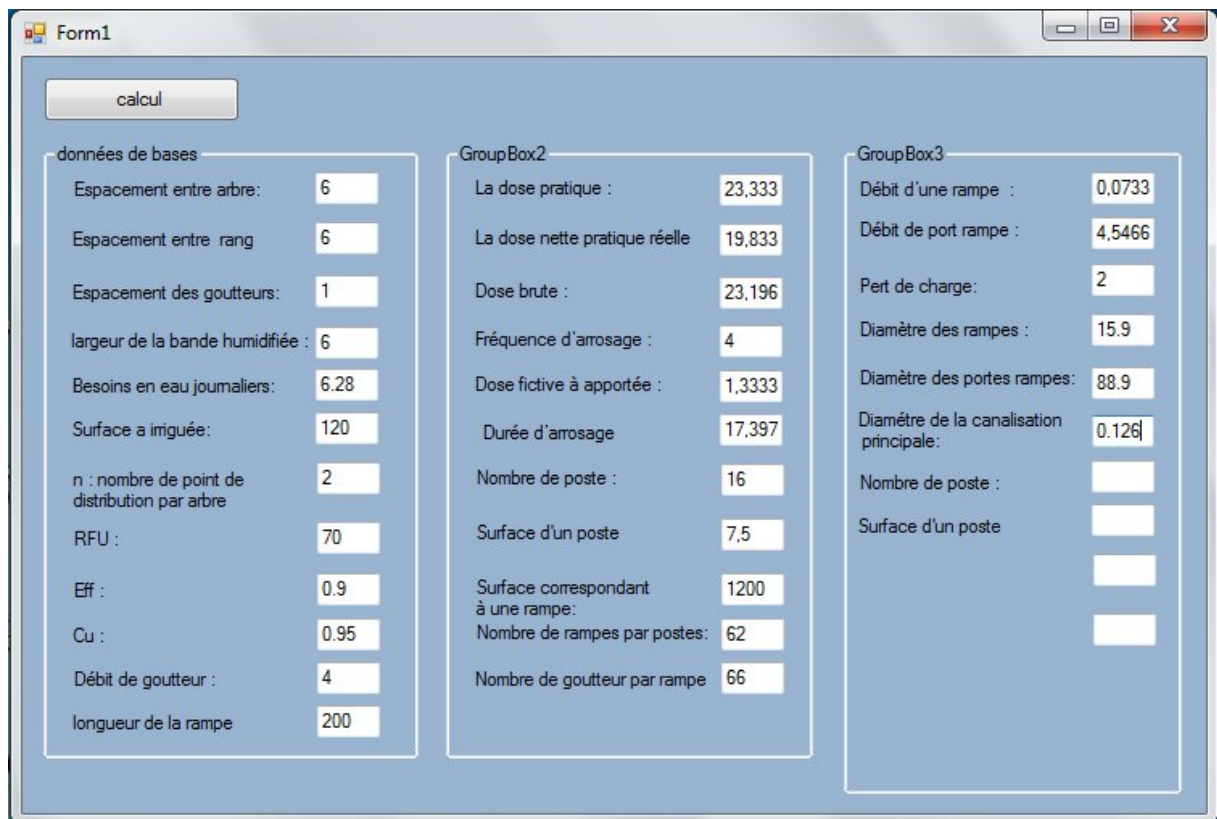 Form1
calcul
données de bases
Espacement entre arbre: 6
Espacement entre rang 6
Espacement des goutteurs: 1
largeur de la bande humidfiée : 6
Besoins en eau journaliers: 6.28
Surface a irriguée: 120
n : nombre de point de
distribution par arbre 2
RFU : 70
Eff : 0.9
Cu : 0.95
Débit de goutteur : 4
longueur de la rampe 200
GroupBox2
La dose pratique : 23,333
La dose nette pratique réelle 19,833
Dose brute : 23,196
Fréquence d'arrosage : 4
Dose fictive à apportée : 1,3333
Durée d'arrosage 17,397
Nombre de poste : 16
Surface d'un poste 7,5
Surface correspondant
à une rampe: 1200
Nombre de rampes par postes: 62
Nombre de goutteur par rampe 66
GroupBox3
Débit d'une rampe : 0,0733
Débit de port rampe : 4,5466
Pert de charge: 2
Diamètre des rampes : 15.9
Diamètre des portes rampes: 88.9
Diamétre de la canalisation
principale: 0.126
Nombre de poste :
Surface d'un poste